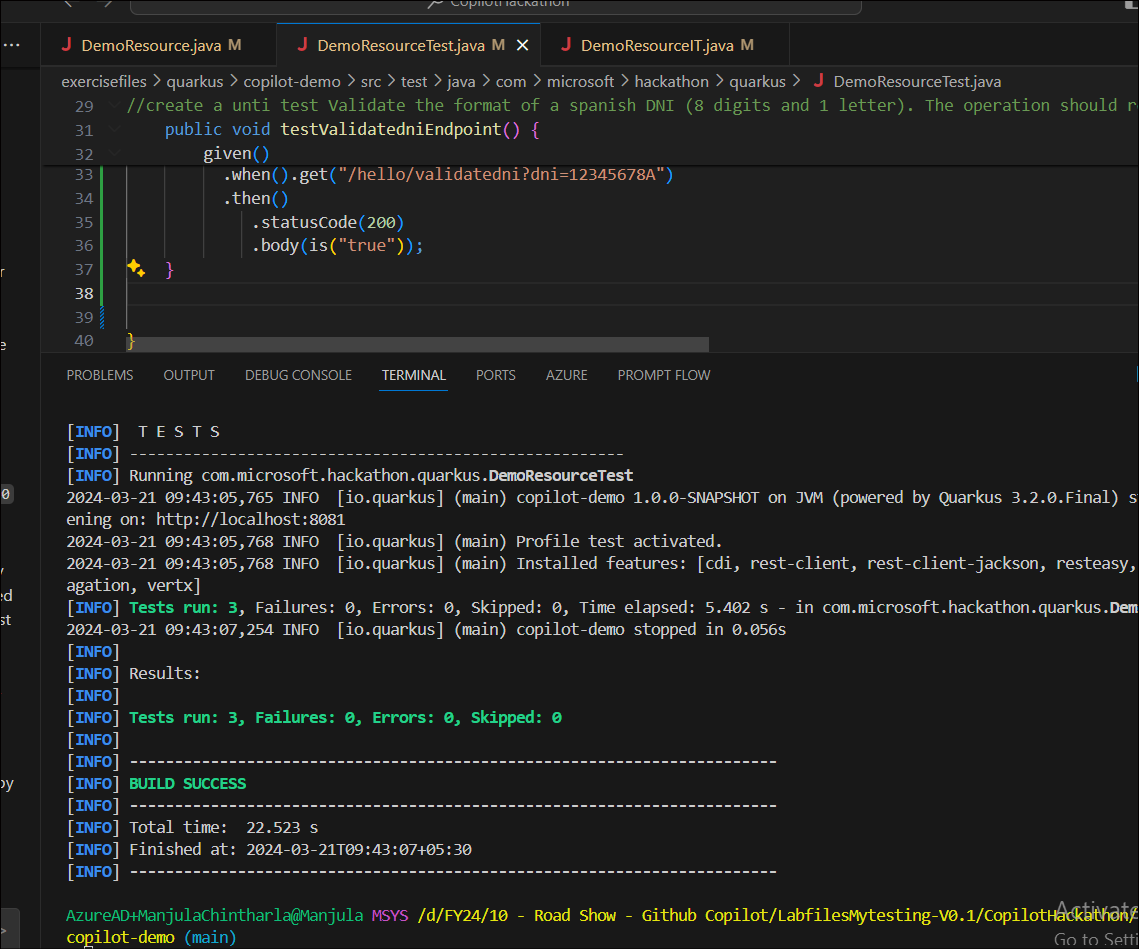 CopilotHackathon
DemoResource.java M
DemoResourceTest.java M
DemoResourceIT.java M
exercisefiles > quarkus > copilot-demo > src > test > java > com > microsoft > hackathon > quarkus > DemoResourceTest.java
29 //create a unti test Validate the format of a spanish DNI (8 digits and 1 letter). The operation should r
31 public void testValidatedniEndpoint() {
32 given()
33 .when().get("/hello/validatedni?dni=12345678A")
34 .then()
35 .statusCode(200)
36 .body(is("true"));
37 }
38
39
40 }
PROBLEMS OUTPUT DEBUG CONSOLE TERMINAL PORTS AZURE PROMPT FLOW
[INFO] T E S T S
[INFO] -------------------------------------------------------
[INFO] Running com.microsoft.hackathon.quarkus.DemoResourceTest
2024-03-21 09:43:05,765 INFO [io.quarkus] (main) copilot-demo 1.0.0-SNAPSHOT on JVM (powered by Quarkus 3.2.0.Final) s
ening on: http://localhost:8081
2024-03-21 09:43:05,768 INFO [io.quarkus] (main) Profile test activated.
2024-03-21 09:43:05,768 INFO [io.quarkus] (main) Installed features: [cdi, rest-client, rest-client-jackson, resteasy,
agation, vertx]
[INFO] Tests run: 3, Failures: 0, Errors: 0, Skipped: 0, Time elapsed: 5.402 s - in com.microsoft.hackathon.quarkus.Dem
2024-03-21 09:43:07,254 INFO [io.quarkus] (main) copilot-demo stopped in 0.056s
[INFO]
[INFO] Results:
[INFO]
[INFO] Tests run: 3, Failures: 0, Errors: 0, Skipped: 0
[INFO]
[INFO] ------------------------------------------------------------------------
[INFO] BUILD SUCCESS
[INFO] ------------------------------------------------------------------------
[INFO] Total time: 22.523 s
[INFO] Finished at: 2024-03-21T09:43:07+05:30
[INFO] ------------------------------------------------------------------------
AzureAD+ManjulaChintharla@Manjula MSYS /d/FY24/10 - Road Show - Github Copilot/LabfilesMytesting-V0.1/CopilotHackathon/
copilot-demo (main)
Activate
Go to Setti